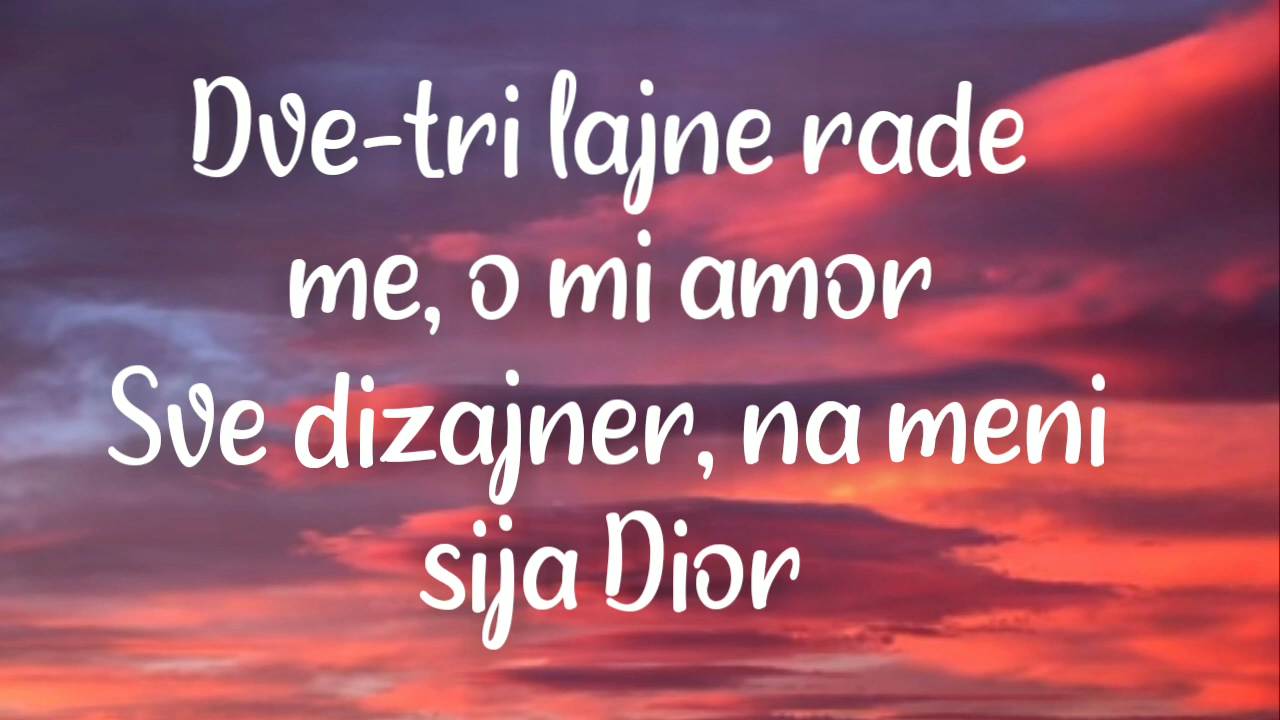 Dve-tri lajne rade
me, o mi amor
Sve dizajner, na meni
sija Dior